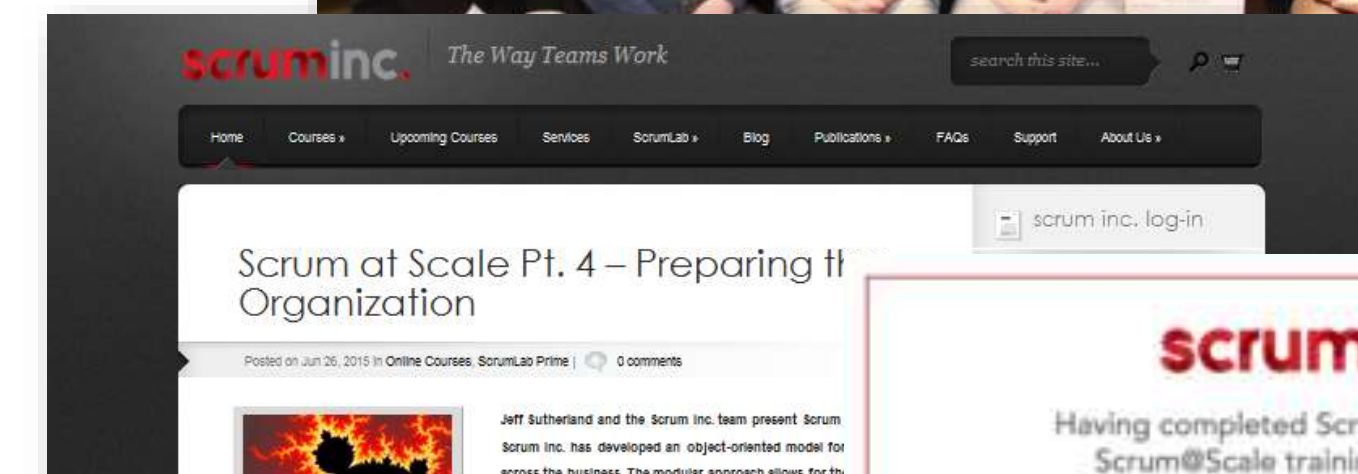 scruminc. The Way Teams Work
search this site...
Home Courses » Upcoming Courses Services ScrumLab » Blog Publications » FAQs Support About Us »
scrum inc. log-in
Scrum at Scale Pt. 4 – Preparing th
Organization
Posted on Jun 26, 2015 in Online Courses, ScrumLab Prime | 0 comments
Jeff Sutherland and the Scrum Inc. team present Scrum
Scrum Inc. has developed an object-oriented model for
across the business. The modular approach allows for th
scrum
Having completed Scr
Scrum@Scale traini